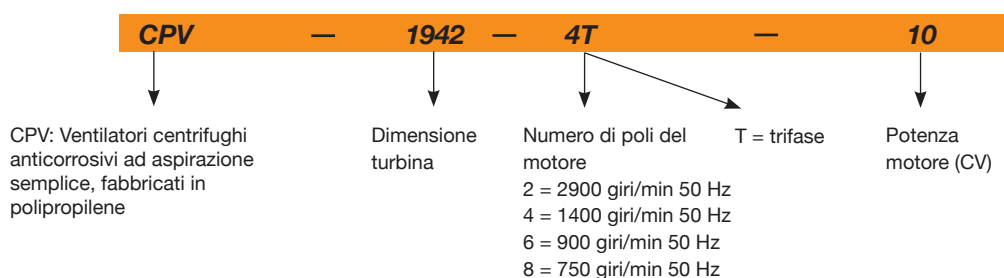 CPV — 1942 — 4T — 10
CPV: Ventilatori centrifughi
anticorrosivi ad aspirazione
semplice, fabbricati in
polipropilene
Dimensione
turbina
Numero di poli del
motore
2 = 2900 giri/min 50 Hz
4 = 1400 giri/min 50 Hz
6 = 900 giri/min 50 Hz
8 = 750 giri/min 50 Hz
T = trifase
Potenza
motore (CV)